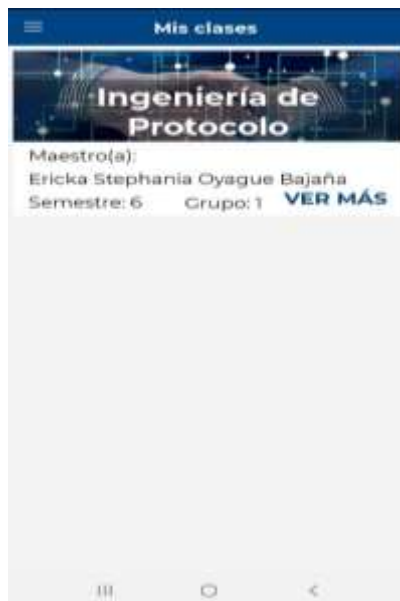 Mis clases
Ingeniería de
Protocolo
Maestro(a):
Ericka Stephania Oyague Bajaña
Semestre: 6 Grupo: 1 VER MÁS